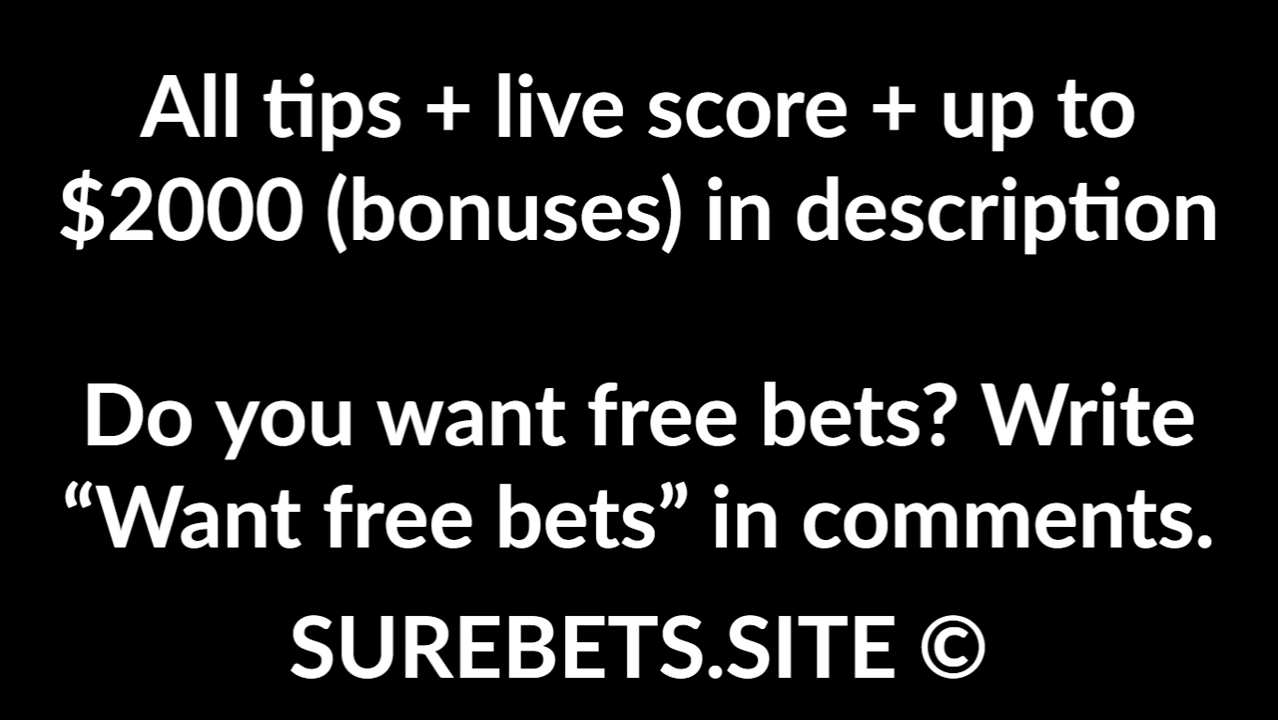 All tips + live score + up to
$2000 (bonuses) in description
Do you want free bets? Write
“Want free bets” in comments.
SUREBETS.SITE ©